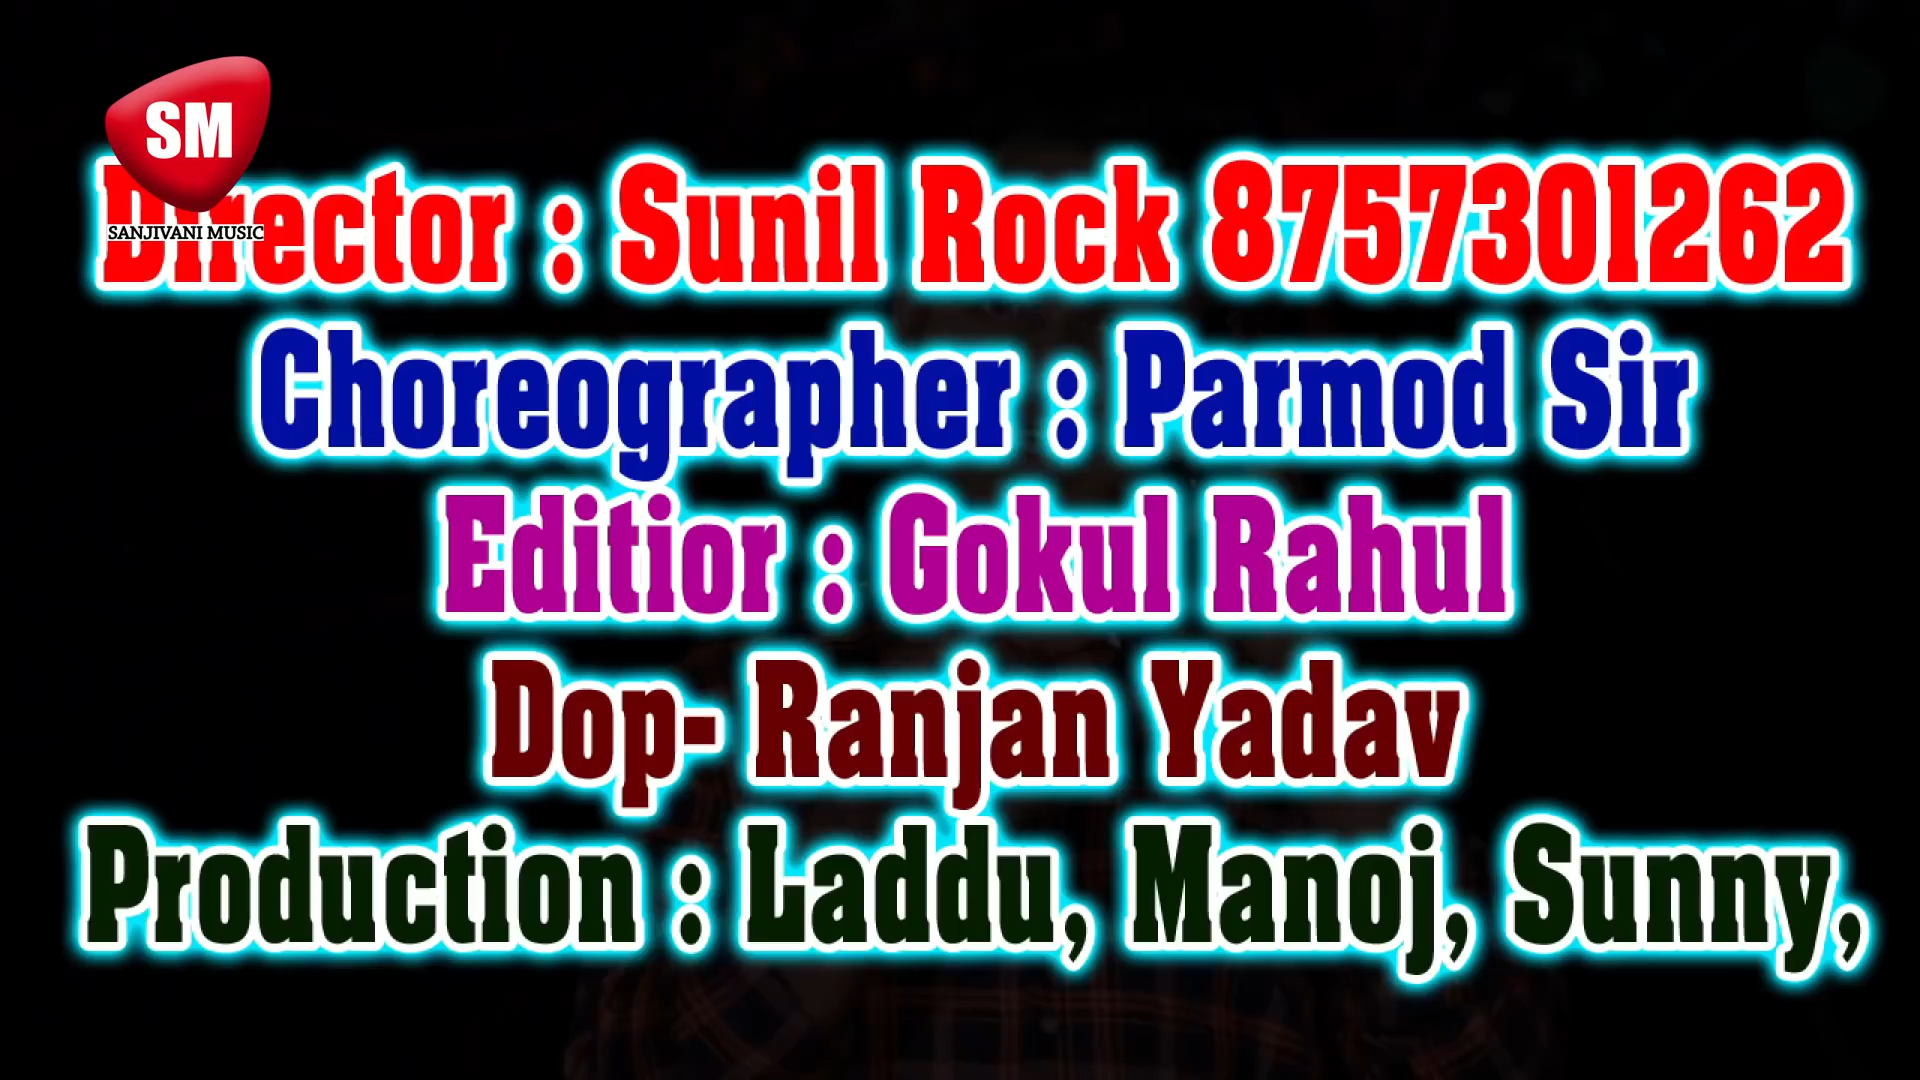 SM
SANJIVANI MUSIC
Director : Sunil Rock 8757301262
Choreographer : Parmod Sir
Editior : Gokul Rahul
Dop- Ranjan Yadav
Production : Laddu, Manoj, Sunny,